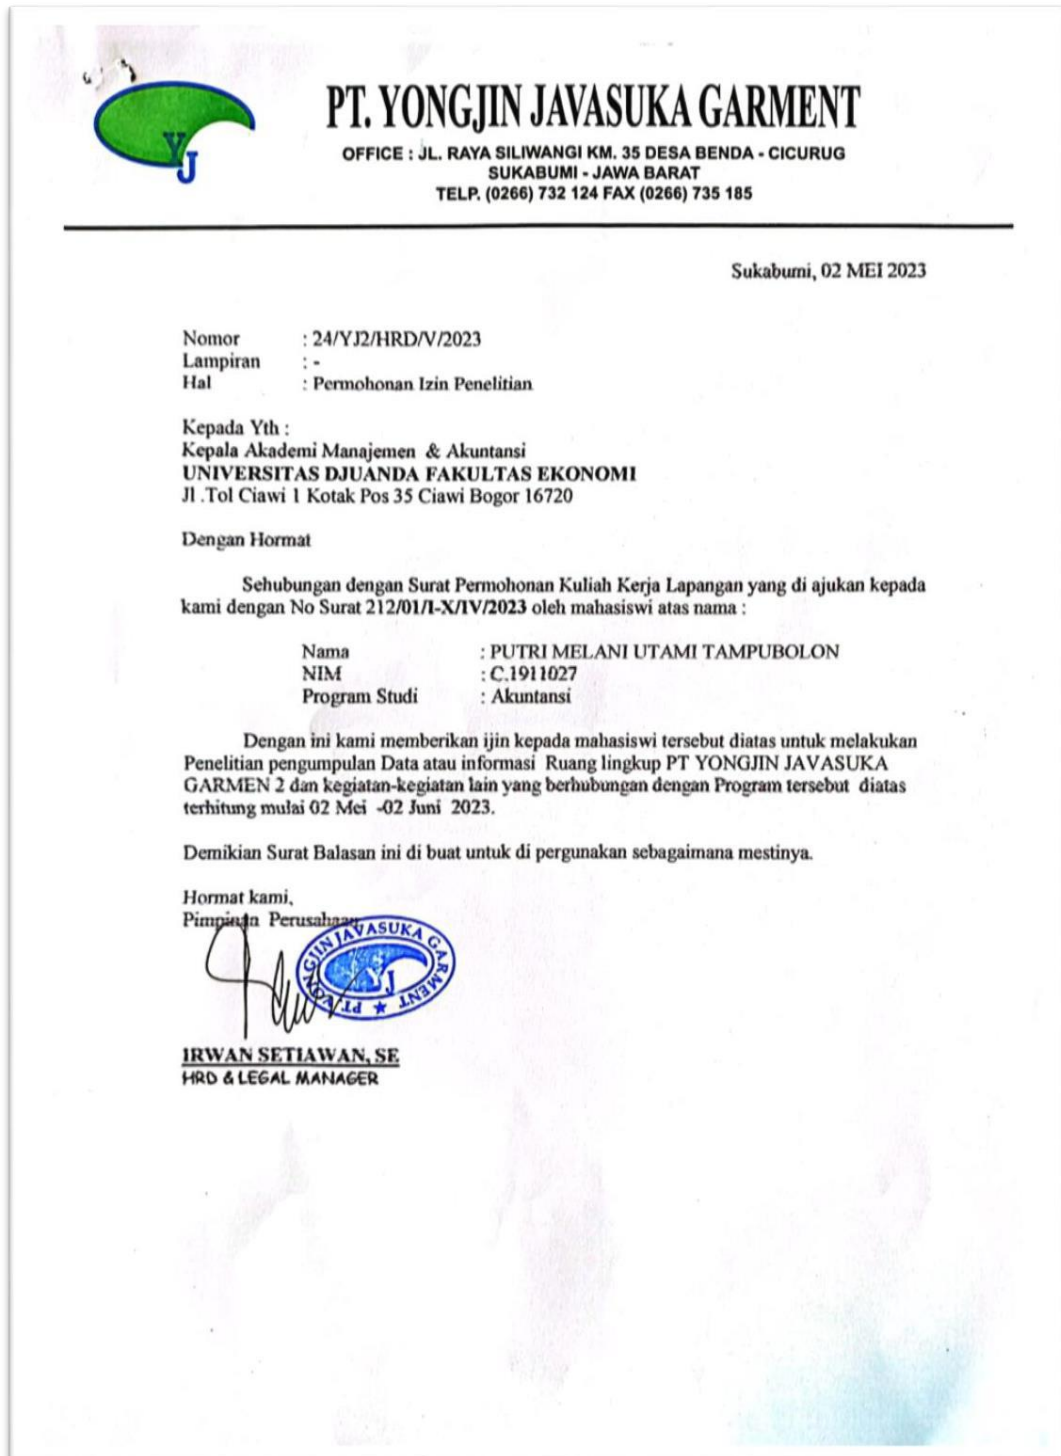 YJ
PT. YONGJIN JAVASUKA GARMENT
OFFICE : JL. RAYA SILIWANGI KM. 35 DESA BENDA - CICURUG
SUKABUMI - JAWA BARAT
TELP. (0266) 732 124 FAX (0266) 735 185
Sukabumi, 02 MEI 2023
Nomor : 24/YJ2/HRD/V/2023
Lampiran : -
Hal : Permohonan Izin Penelitian
Kepada Yth :
Kepala Akademi Manajemen & Akuntansi
UNIVERSITAS DJUANDA FAKULTAS EKONOMI
Jl .Tol Ciawi 1 Kotak Pos 35 Ciawi Bogor 16720
Dengan Hormat
Sehubungan dengan Surat Permohonan Kuliah Kerja Lapangan yang di ajukan kepada
kami dengan No Surat 212/01/I-X/IV/2023 oleh mahasiswi atas nama :
Nama : PUTRI MELANI UTAMI TAMPUBOLON
NIM : C.1911027
Program Studi : Akuntansi
Dengan ini kami memberikan ijin kepada mahasiswi tersebut diatas untuk melakukan
Penelitian pengumpulan Data atau informasi Ruang lingkup PT YONGJIN JAVASUKA
GARMEN 2 dan kegiatan-kegiatan lain yang berhubungan dengan Program tersebut diatas
terhitung mulai 02 Mei -02 Juni 2023.
Demikian Surat Balasan ini di buat untuk di pergunakan sebagaimana mestinya.
Hormat kami,
Pimpinan Perusahaan
PT. YONGJIN JAVASUKA GARMENT
YJ
IRWAN SETIAWAN, SE
HRD & LEGAL MANAGER